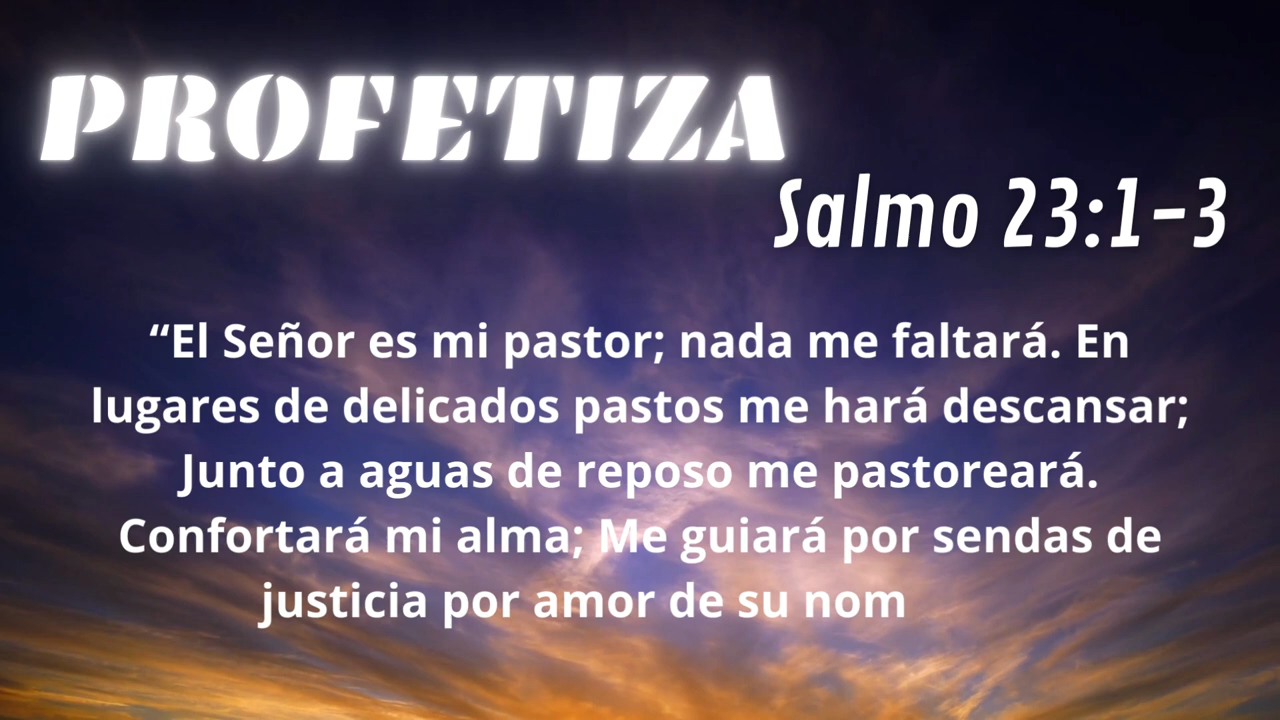 PROFETIZA
Salmo 23:1-3
“El Señor es mi pastor; nada me faltará. En
lugares de delicados pastos me hará descansar;
Junto a aguas de reposo me pastoreará.
Confortará mi alma; Me guiará por sendas de
justicia por amor de su nom